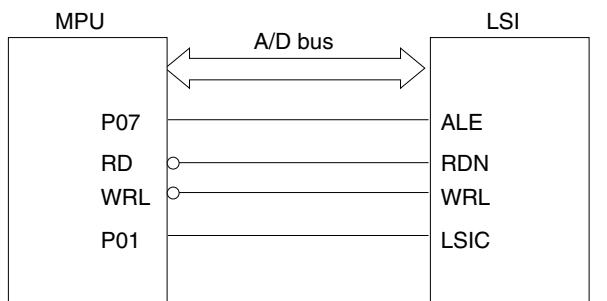 MPU LSI
A/D bus
P07 ALE
RD RDN
WRL WRL
P01 LSIC